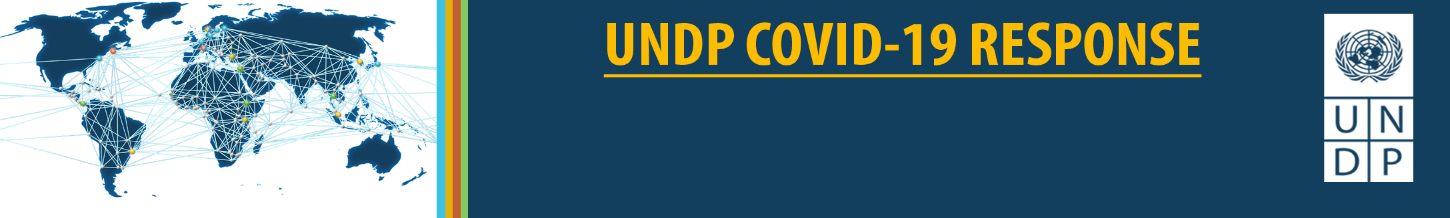 UNDP COVID-19 RESPONSE
U N
D P